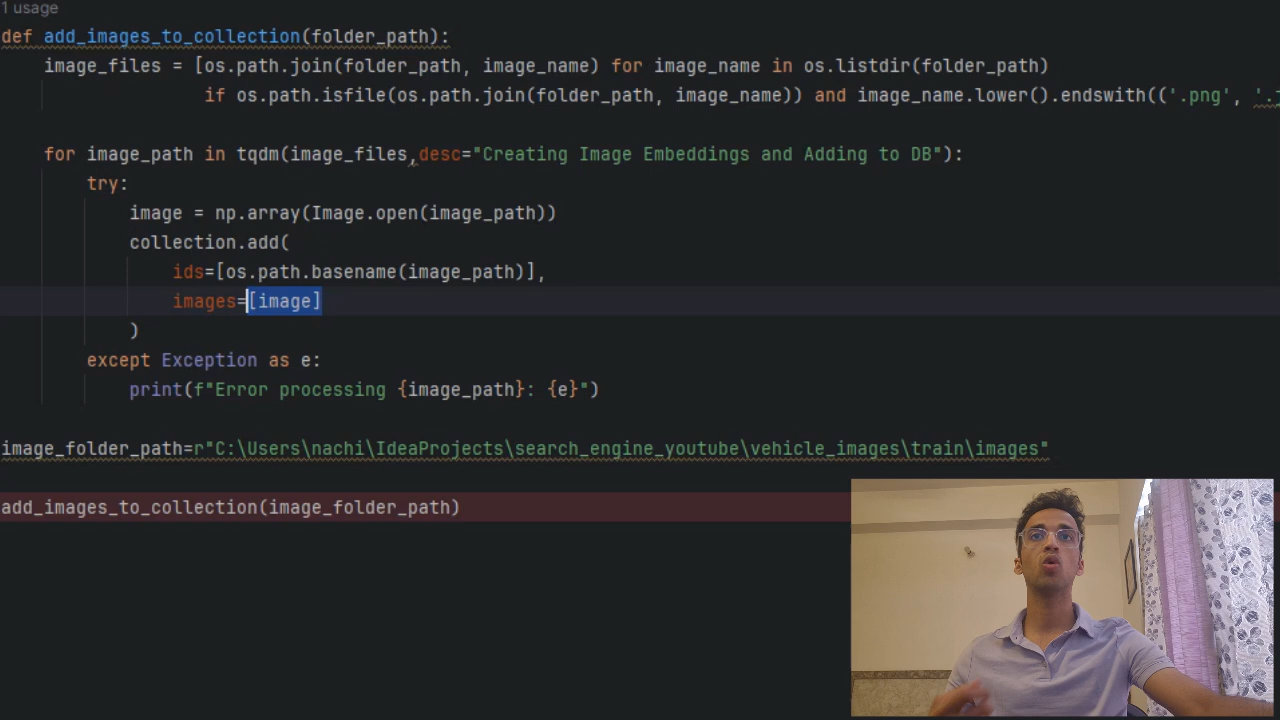 1 usage
def add_images_to_collection(folder_path):
image_files = [os.path.join(folder_path, image_name) for image_name in os.listdir(folder_path)
if os.path.isfile(os.path.join(folder_path, image_name)) and image_name.lower().endswith(('.png', '.
for image_path in tqdm(image_files,desc="Creating Image Embeddings and Adding to DB"):
try:
image = np.array(Image.open(image_path))
collection.add(
ids=[os.path.basename(image_path)],
images=[image]
)
except Exception as e:
print(f"Error processing {image_path}: {e}")
image_folder_path=r"C:\Users\nachi\IdeaProjects\search_engine_youtube\vehicle_images\train\images"
add_images_to_collection(image_folder_path)